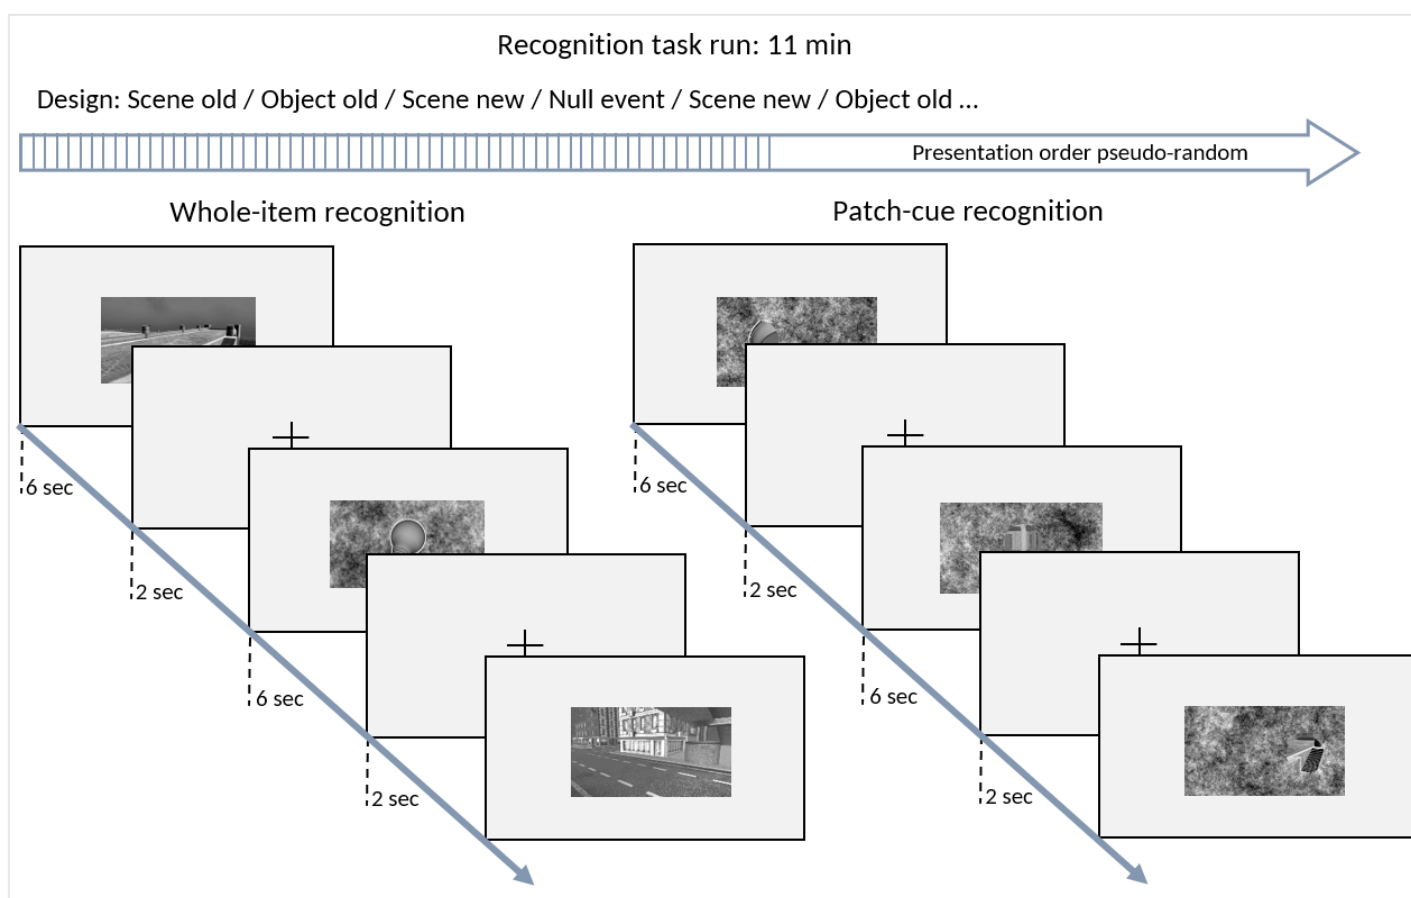 Recognition task run: 11 min
Design: Scene old / Object old / Scene new / Null event / Scene new / Object old ...
Presentation order pseudo-random
Whole-item recognition
Patch-cue recognition
6 sec
2 sec
6 sec
2 sec
6 sec
2 sec
6 sec
2 sec